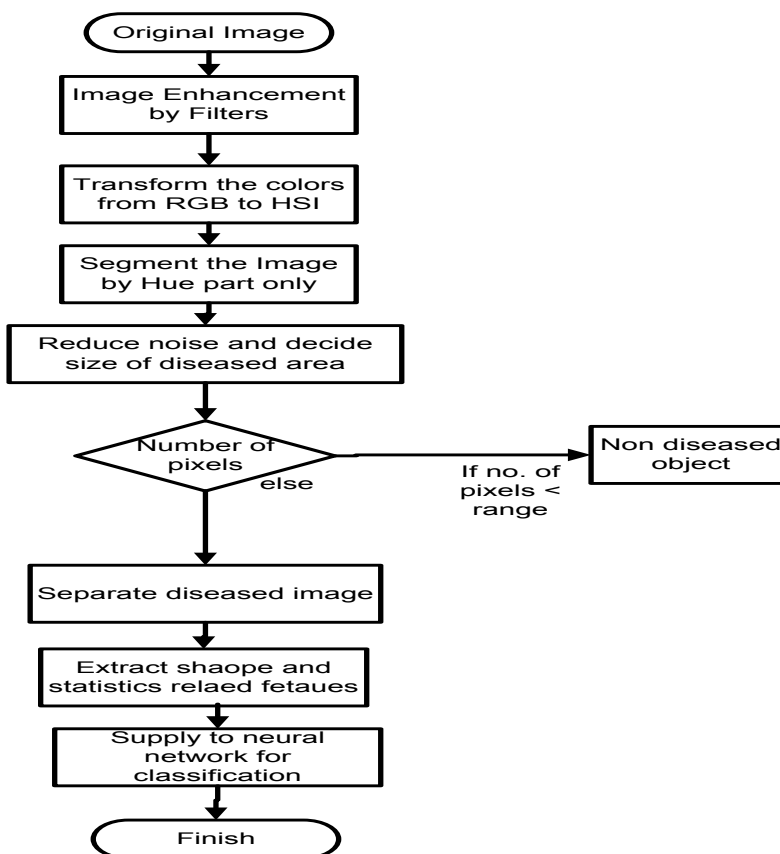 Original Image
Image Enhancement
by Filters
Transform the colors
from RGB to HSI
Segment the Image
by Hue part only
Reduce noise and decide
size of diseased area
Number of
pixels
else
If no. of
pixels <
range
Non diseased
object
Separate diseased image
Extract shaope and
statistics relaed fetaues
Supply to neural
network for
classification
Finish